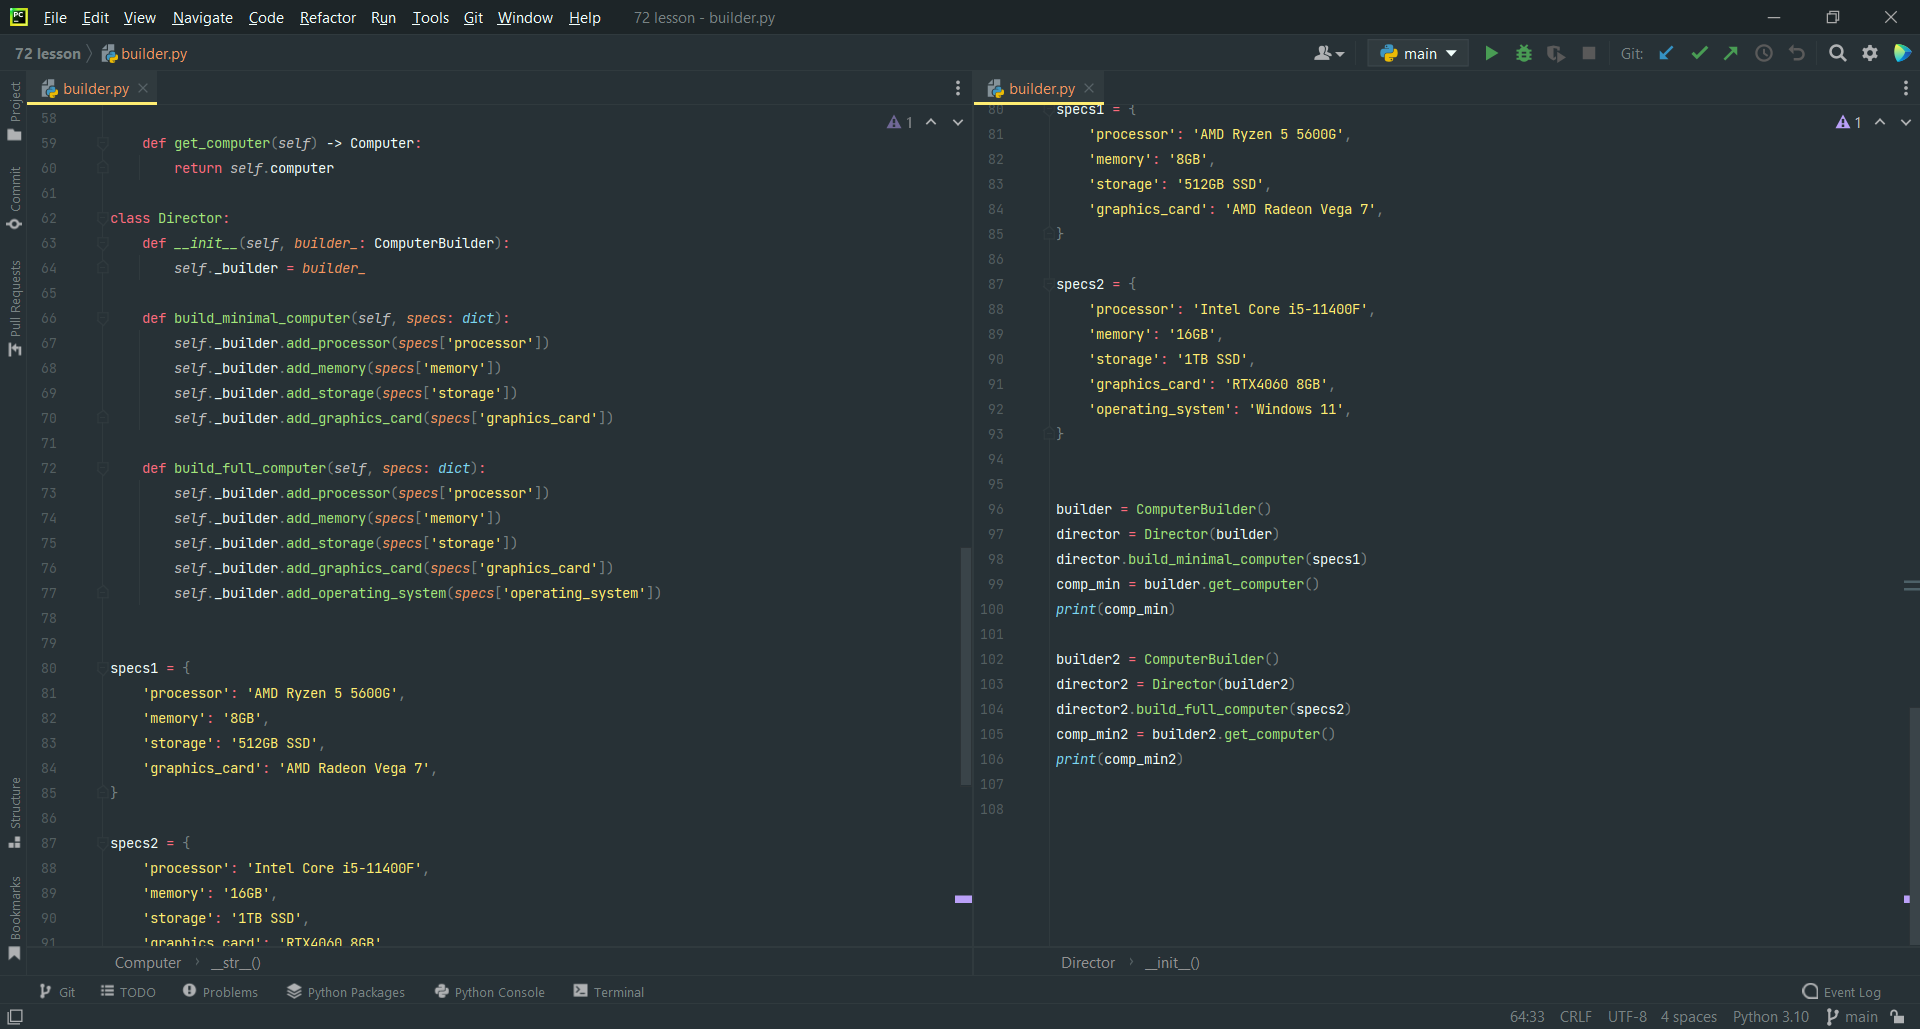 File Edit View Navigate Code Refactor Run Tools Git Window Help 72 lesson - builder.py
72 lesson builder.py main Git:
builder.py
1
58
59 def get_computer(self) -> Computer:
60 return self.computer
61
62 class Director:
63 def __init__(self, builder_: ComputerBuilder):
64 self._builder = builder_
65
66 def build_minimal_computer(self, specs: dict):
67 self._builder.add_processor(specs['processor'])
68 self._builder.add_memory(specs['memory'])
69 self._builder.add_storage(specs['storage'])
70 self._builder.add_graphics_card(specs['graphics_card'])
71
72 def build_full_computer(self, specs: dict):
73 self._builder.add_processor(specs['processor'])
74 self._builder.add_memory(specs['memory'])
75 self._builder.add_storage(specs['storage'])
76 self._builder.add_graphics_card(specs['graphics_card'])
77 self._builder.add_operating_system(specs['operating_system'])
78
79
80 specs1 = {
81 'processor': 'AMD Ryzen 5 5600G',
82 'memory': '8GB',
83 'storage': '512GB SSD',
84 'graphics_card': 'AMD Radeon Vega 7',
85 }
86
87 specs2 = {
88 'processor': 'Intel Core i5-11400F',
89 'memory': '16GB',
90 'storage': '1TB SSD',
91 'graphics_card': 'RTX4060 8GB'
Computer › __str__()
builder.py
1
80 specs1 = {
81 'processor': 'AMD Ryzen 5 5600G',
82 'memory': '8GB',
83 'storage': '512GB SSD',
84 'graphics_card': 'AMD Radeon Vega 7',
85 }
86
87 specs2 = {
88 'processor': 'Intel Core i5-11400F',
89 'memory': '16GB',
90 'storage': '1TB SSD',
91 'graphics_card': 'RTX4060 8GB',
92 'operating_system': 'Windows 11',
93 }
94
95
96 builder = ComputerBuilder()
97 director = Director(builder)
98 director.build_minimal_computer(specs1)
99 comp_min = builder.get_computer()
100 print(comp_min)
101
102 builder2 = ComputerBuilder()
103 director2 = Director(builder2)
104 director2.build_full_computer(specs2)
105 comp_min2 = builder2.get_computer()
106 print(comp_min2)
107
108
Director › __init__()
Project
Commit
Pull Requests
Structure
Bookmarks
Git TODO Problems Python Packages Python Console Terminal Event Log
64:33 CRLF UTF-8 4 spaces Python 3.10 main